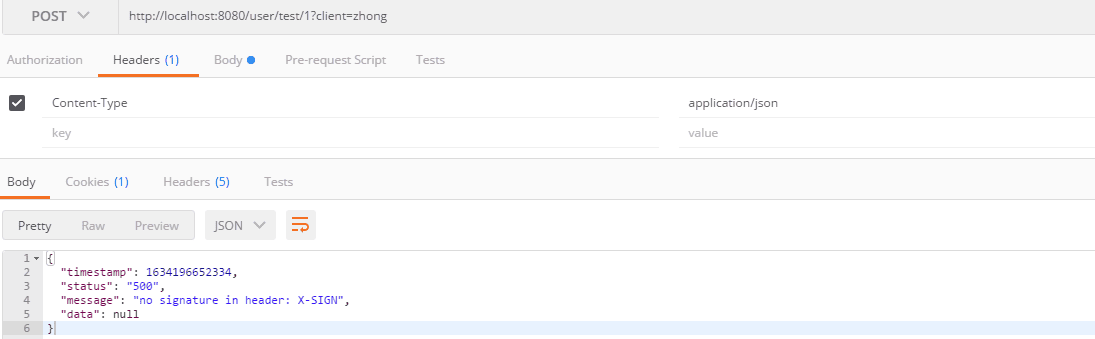 POST http://localhost:8080/user/test/1?client=zhong
Authorization Headers (1) Body Pre-request Script Tests
Content-Type application/json
key value
Body Cookies (1) Headers (5) Tests
Pretty Raw Preview JSON
1 {
2 "timestamp": 1634196652334,
3 "status": "500",
4 "message": "no signature in header: X-SIGN",
5 "data": null
6 }